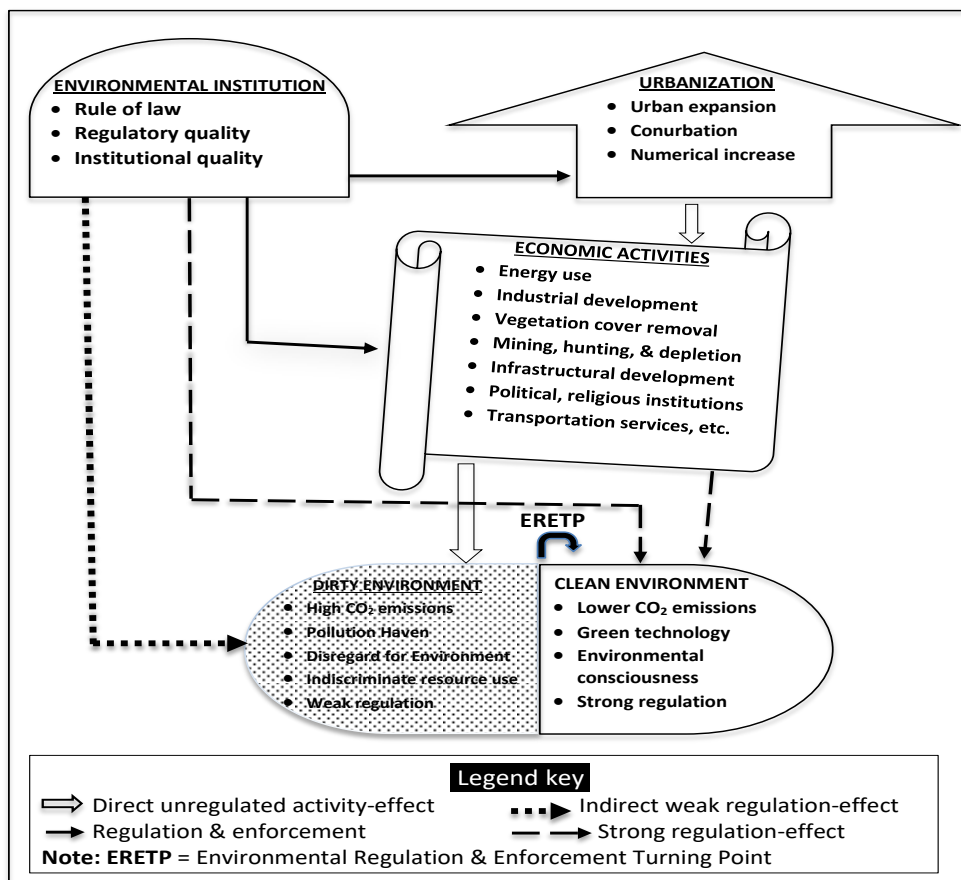 ENVIRONMENTAL INSTITUTION
• Rule of law
• Regulatory quality
• Institutional quality
URBANIZATION
• Urban expansion
• Conurbation
• Numerical increase
ECONOMIC ACTIVITIES
• Energy use
• Industrial development
• Vegetation cover removal
• Mining, hunting, & depletion
• Infrastructural development
• Political, religious institutions
• Transportation services, etc.
ERETP
DIRTY ENVIRONMENT
• High CO₂ emissions
• Pollution Haven
• Disregard for Environment
• Indiscriminate resource use
• Weak regulation
CLEAN ENVIRONMENT
• Lower CO₂ emissions
• Green technology
• Environmental
consciousness
• Strong regulation
Legend key
Direct unregulated activity-effect
Indirect weak regulation-effect
Regulation & enforcement
Strong regulation-effect
Note: ERETP = Environmental Regulation & Enforcement Turning Point